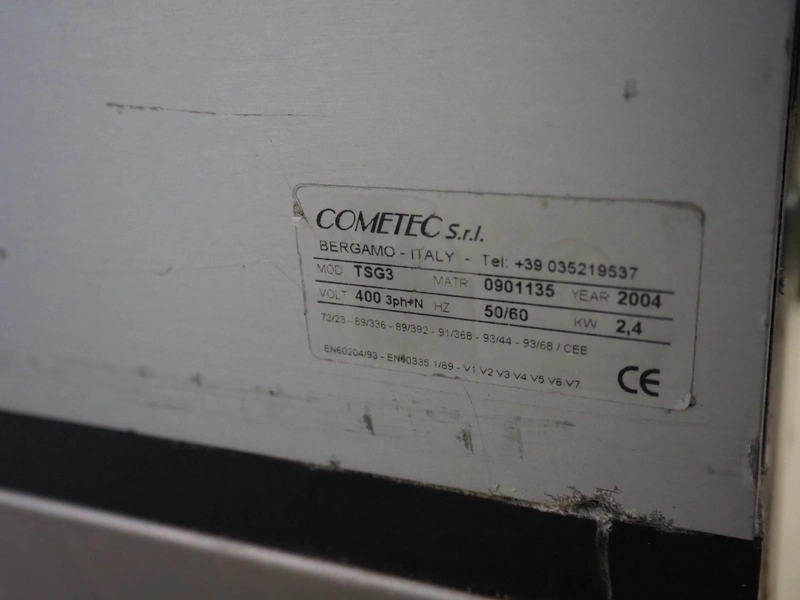 COMETEC S.r.l.
BERGAMO - ITALY - Tel: +39 035219537
MOD TSG3 MATR 0901135 YEAR 2004
VOLT 400 3ph+N HZ 50/60 KW 2,4
73/23 - 89/336 - 89/392 - 91/368 - 93/44 - 93/68 / CEE
EN60204/93 - EN60335 1/89 - V1 V2 V3 V4 V5 V6 V7
CE